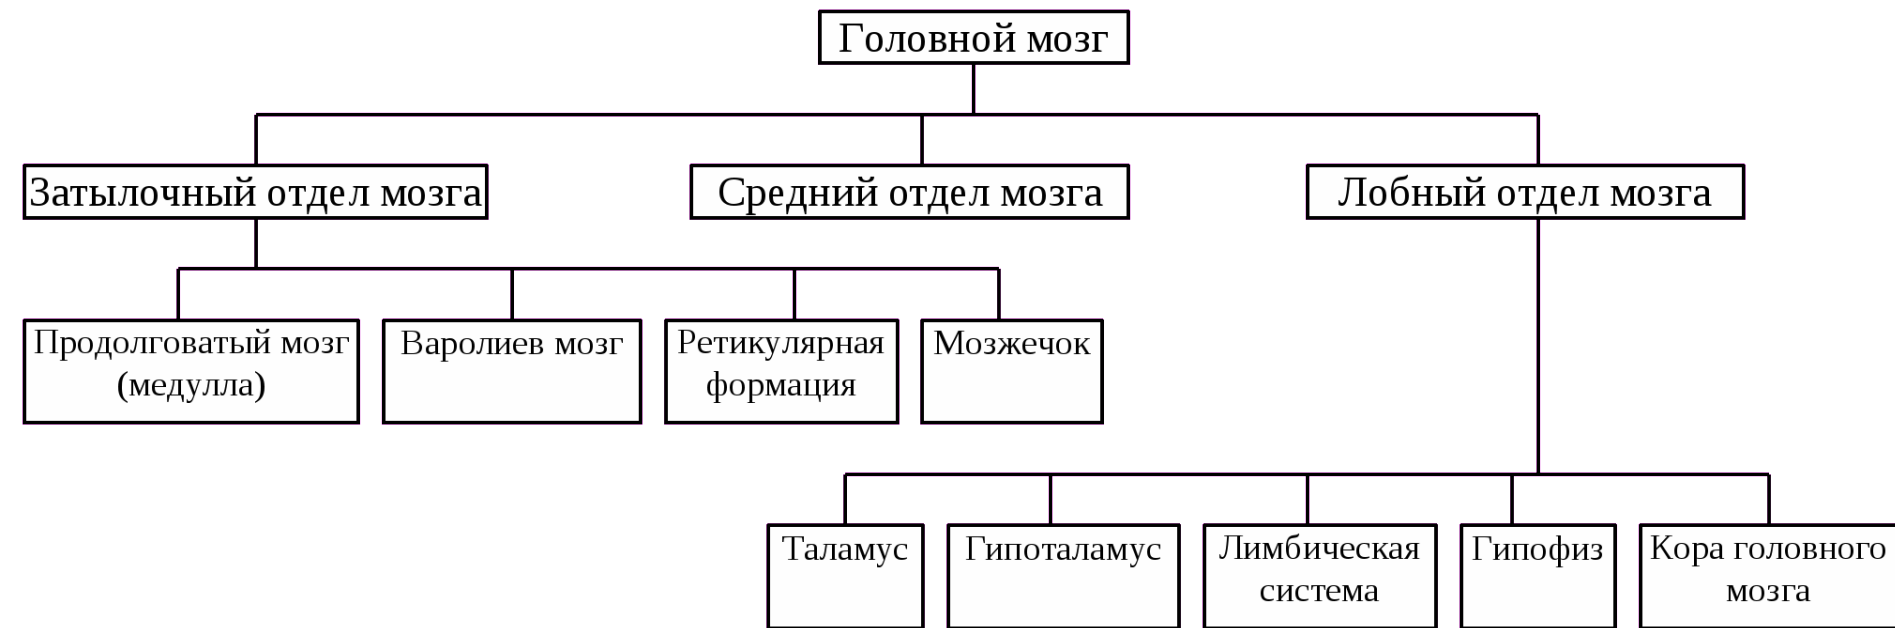 Головной мозг
Затылочный отдел мозга
Средний отдел мозга
Лобный отдел мозга
Продолговатый мозг
(медулла)
Варолиев мозг
Ретикулярная
формация
Мозжечок
Таламус
Гипоталамус
Лимбическая
система
Гипофиз
Кора головного
мозга